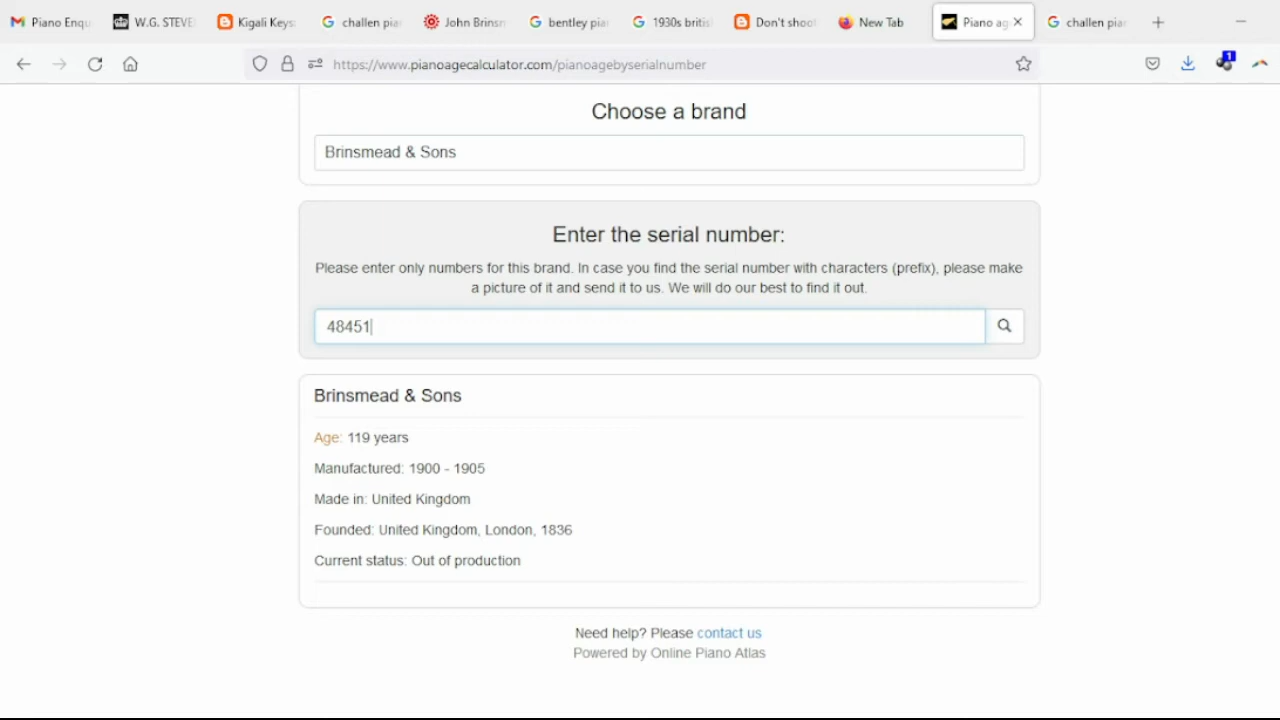 Piano Enqu
W.G. STEVE
Kigali Keys
challen pia
John Brinsm
bentley pia
1930s britis
Don't shoot
New Tab
Piano ag
challen pia
https://www.pianoagecalculator.com/pianoagebyserialnumber
1
Choose a brand
Brinsmead & Sons
Enter the serial number:
Please enter only numbers for this brand. In case you find the serial number with characters (prefix), please make
a picture of it and send it to us. We will do our best to find it out.
48451
Brinsmead & Sons
Age: 119 years
Manufactured: 1900 - 1905
Made in: United Kingdom
Founded: United Kingdom, London, 1836
Current status: Out of production
Need help? Please contact us
Powered by Online Piano Atlas